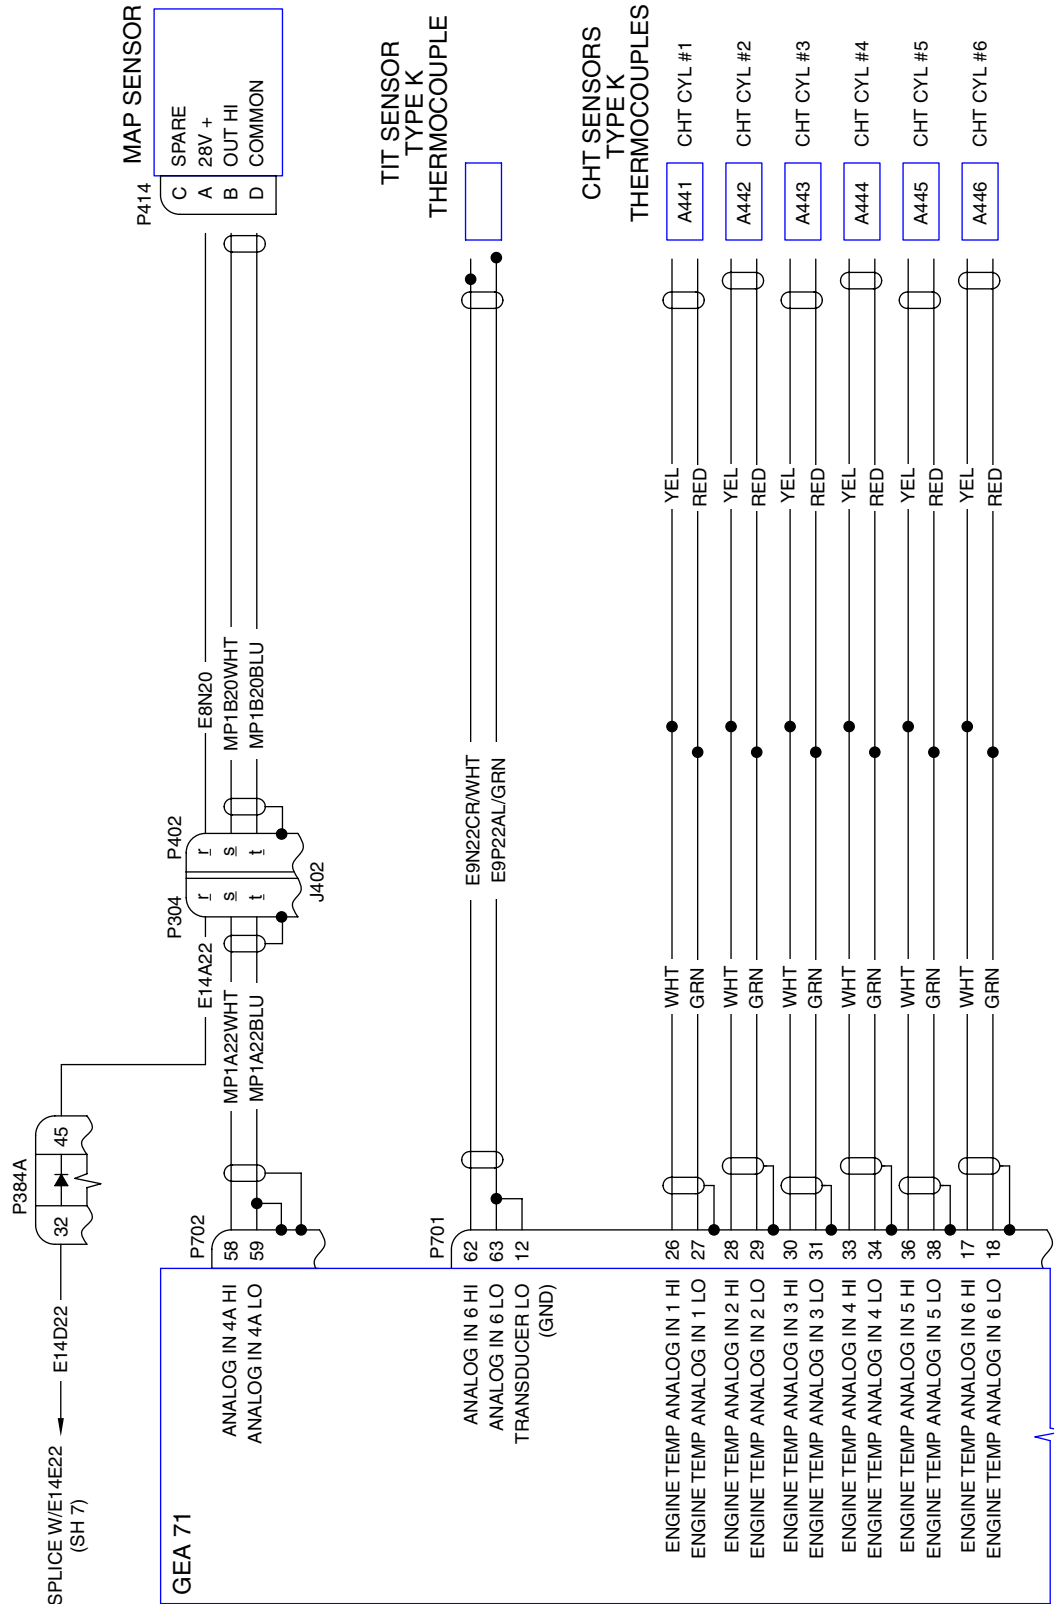 SPLICE W/E14E22
(SH 7)
E14D22
P384A
32
45
E14A22
E8N20
P304
P402
r
s
t
r
s
t
J402
MAP SENSOR
P414
C SPARE
A 28V +
B OUT HI
D COMMON
MP1A22WHT
MP1A22BLU
MP1B20WHT
MP1B20BLU
GEA 71
P702
ANALOG IN 4A HI 58
ANALOG IN 4A LO 59
P701
ANALOG IN 6 HI 62
ANALOG IN 6 LO 63
TRANSDUCER LO 12
(GND)
E9N22CR/WHT
E9P22AL/GRN
TIT SENSOR
TYPE K
THERMOCOUPLE
CHT SENSORS
TYPE K
THERMOCOUPLES
ENGINE TEMP ANALOG IN 1 HI 26 WHT YEL
ENGINE TEMP ANALOG IN 1 LO 27 GRN RED
A441 CHT CYL #1
ENGINE TEMP ANALOG IN 2 HI 28 WHT YEL
ENGINE TEMP ANALOG IN 2 LO 29 GRN RED
A442 CHT CYL #2
ENGINE TEMP ANALOG IN 3 HI 30 WHT YEL
ENGINE TEMP ANALOG IN 3 LO 31 GRN RED
A443 CHT CYL #3
ENGINE TEMP ANALOG IN 4 HI 33 WHT YEL
ENGINE TEMP ANALOG IN 4 LO 34 GRN RED
A444 CHT CYL #4
ENGINE TEMP ANALOG IN 5 HI 36 WHT YEL
ENGINE TEMP ANALOG IN 5 LO 38 GRN RED
A445 CHT CYL #5
ENGINE TEMP ANALOG IN 6 HI 17 WHT YEL
ENGINE TEMP ANALOG IN 6 LO 18 GRN RED
A446 CHT CYL #6